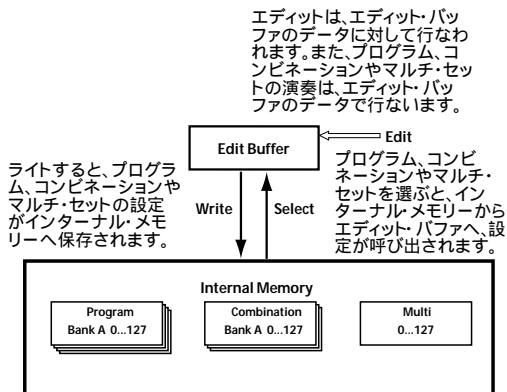 エディットは、エディット・バッ
ファのデータに対して行なわ
れます。また、プログラム、コ
ンビネーションやマルチ・セッ
トの演奏は、エディット・バッ
ファのデータで行ないます。
Edit Buffer
Edit
ライトすると、プログラ
ム、コンビネーションや
マルチ・セットの設定
がインターナル・メモ
リーへ保存されます。
Write
Select
プログラム、コンビ
ネーションやマルチ・
セットを選ぶと、イン
ターナル・メモリーから
エディット・バファへ、設
定が呼び出されます。
Internal Memory
Program
Bank A 0...127
Combination
Bank A 0...127
Multi
0...127